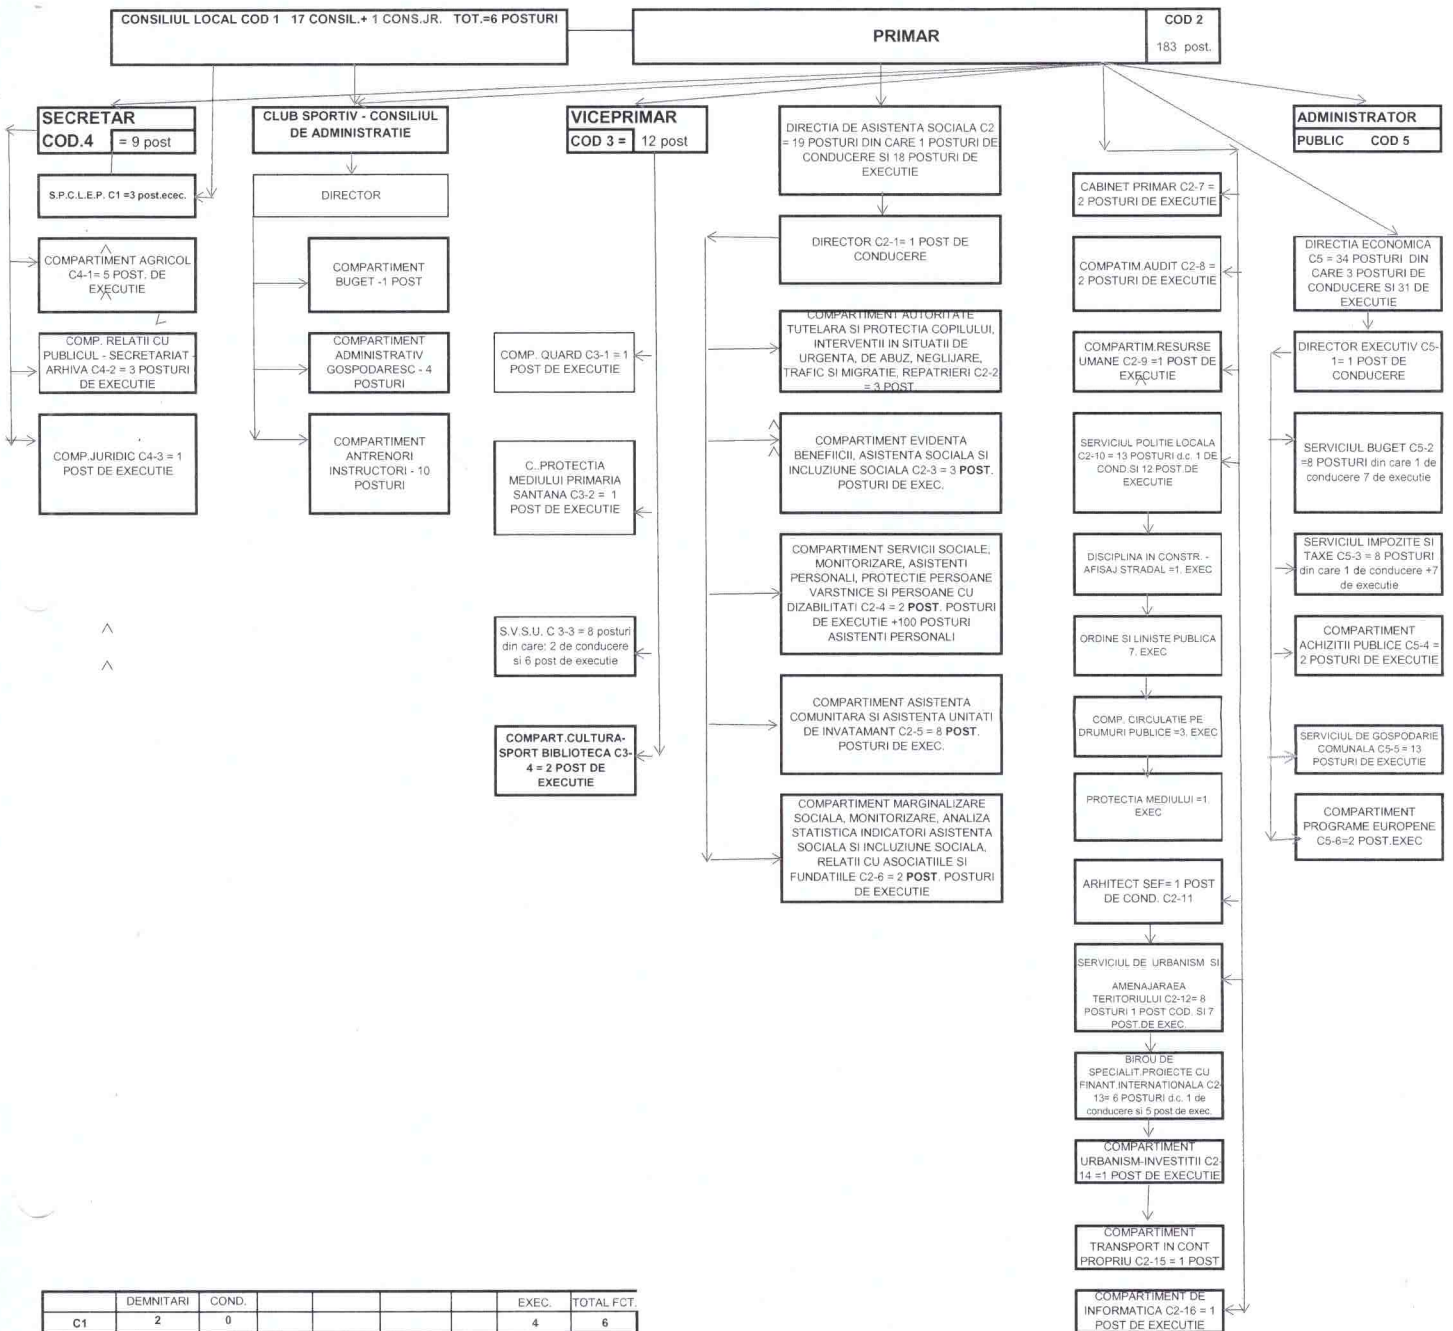 CONSILIUL LOCAL COD 1 17 CONSIL.+ 1 CONS.JR. TOT.=6 POSTURI
PRIMAR
COD 2
183 post.
SECRETAR
COD.4 = 9 post
S.P.C.L.E.P. C1 =3 post.ecec.
COMPARTIMENT AGRICOL
C4-1= 5 POST. DE
EXECUTIE
COMP. RELATII CU
PUBLICUL - SECRETARIAT -
ARHIVA C4-2 = 3 POSTURI
DE EXECUTIE
COMP.JURIDIC C4-3 = 1
POST DE EXECUTIE
CLUB SPORTIV - CONSILIUL
DE ADMINISTRATIE
DIRECTOR
COMPARTIMENT
BUGET -1 POST
COMPARTIMENT
ADMINISTRATIV
GOSPODARESC - 4
POSTURI
COMPARTIMENT
ANTRENORI
INSTRUCTORI - 10
POSTURI
VICEPRIMAR
COD 3 = 12 post
COMP. QUARD C3-1 = 1
POST DE EXECUTIE
C..PROTECTIA
MEDIULUI PRIMARIA
SANTANA C3-2 = 1
POST DE EXECUTIE
S.V.S.U. C 3-3 = 8 posturi
din care: 2 de conducere
si 6 post de executie
COMPART.CULTURA-
SPORT BIBLIOTECA C3-
4 = 2 POST DE
EXECUTIE
DIRECTIA DE ASISTENTA SOCIALA C2
= 19 POSTURI DIN CARE 1 POSTURI DE
CONDUCERE SI 18 POSTURI DE
EXECUTIE
DIRECTOR C2-1= 1 POST DE
CONDUCERE
COMPARTIMENT AUTORITATE
TUTELARA SI PROTECTIA COPILULUI,
INTERVENTII IN SITUATII DE
URGENTA, DE ABUZ, NEGLIJARE,
TRAFIC SI MIGRATIE, REPATRIERI C2-2
= 3 POST.
COMPARTIMENT EVIDENTA
BENEFIICII, ASISTENTA SOCIALA SI
INCLUZIUNE SOCIALA C2-3 = 3 POST.
POSTURI DE EXEC.
COMPARTIMENT SERVICII SOCIALE,
MONITORIZARE, ASISTENTI
PERSONALI, PROTECTIE PERSOANE
VARSTNICE SI PERSOANE CU
DIZABILITATI C2-4 = 2 POST. POSTURI
DE EXECUTIE +100 POSTURI
ASISTENTI PERSONALI
COMPARTIMENT ASISTENTA
COMUNITARA SI ASISTENTA UNITATI
DE INVATAMANT C2-5 = 8 POST.
POSTURI DE EXEC.
COMPARTIMENT MARGINALIZARE
SOCIALA, MONITORIZARE, ANALIZA
STATISTICA INDICATORI ASISTENTA
SOCIALA SI INCLUZIUNE SOCIALA,
RELATII CU ASOCIATIILE SI
FUNDATIILE C2-6 = 2 POST. POSTURI
DE EXECUTIE
CABINET PRIMAR C2-7 =
2 POSTURI DE EXECUTIE
COMPATIM.AUDIT C2-8 =
2 POSTURI DE EXECUTIE
COMPARTIM.RESURSE
UMANE C2-9 =1 POST DE
EXECUTIE
SERVICIUL POLITIE LOCALA
C2-10 = 13 POSTURI d.c. 1 DE
COND.SI 12 POST.DE
EXECUTIE
DISCIPLINA IN CONSTR. -
AFISAJ STRADAL =1. EXEC
ORDINE SI LINISTE PUBLICA
7. EXEC
COMP. CIRCULATIE PE
DRUMURI PUBLICE =3. EXEC
PROTECTIA MEDIULUI =1.
EXEC
ARHITECT SEF= 1 POST
DE COND. C2-11
SERVICIUL DE URBANISM SI
AMENAJARAEA
TERITORIULUI C2-12= 8
POSTURI 1 POST COD. SI 7
POST.DE EXEC.
BIROU DE
SPECIALIT.PROIECTE CU
FINANT.INTERNATIONALA C2-
13= 6 POSTURI d.c. 1 de
conducere si 5 post de exec.
COMPARTIMENT
URBANISM-INVESTITII C2-
14 =1 POST DE EXECUTIE
COMPARTIMENT
TRANSPORT IN CONT
PROPRIU C2-15 = 1 POST
COMPARTIMENT DE
INFORMATICA C2-16 = 1
POST DE EXECUTIE
ADMINISTRATOR
PUBLIC COD 5
DIRECTIA ECONOMICA
C5 = 34 POSTURI DIN
CARE 3 POSTURI DE
CONDUCERE SI 31 DE
EXECUTIE
DIRECTOR EXECUTIV C5-
1= 1 POST DE
CONDUCERE
SERVICIUL BUGET C5-2
=8 POSTURI din care 1 de
conducere 7 de executie
SERVICIUL IMPOZITE SI
TAXE C5-3 = 8 POSTURI
din care 1 de conducere +7
de executie
COMPARTIMENT
ACHIZITII PUBLICE C5-4 =
2 POSTURI DE EXECUTIE
SERVICIUL DE GOSPODARIE
COMUNALA C5-5 = 13
POSTURI DE EXECUTIE
COMPARTIMENT
PROGRAME EUROPENE
C5-6=2 POST.EXEC
DEMNITARI COND. EXEC. TOTAL FCT.
C1 2 0 4 6